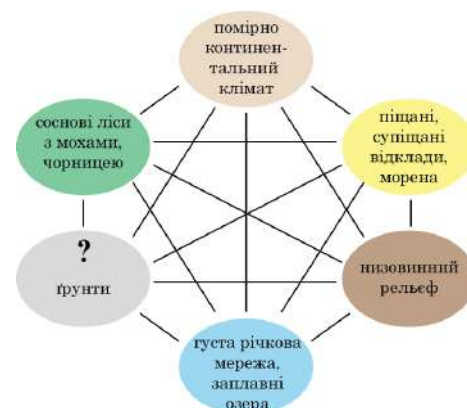 помірно
континен-
тальний
клімат
соснові ліси
з мохами,
чорницею
піщані,
супіщані
відклади,
морена
?
ґрунти
низовинний
рельєф
густа річкова
мережа,
заплавні
озера